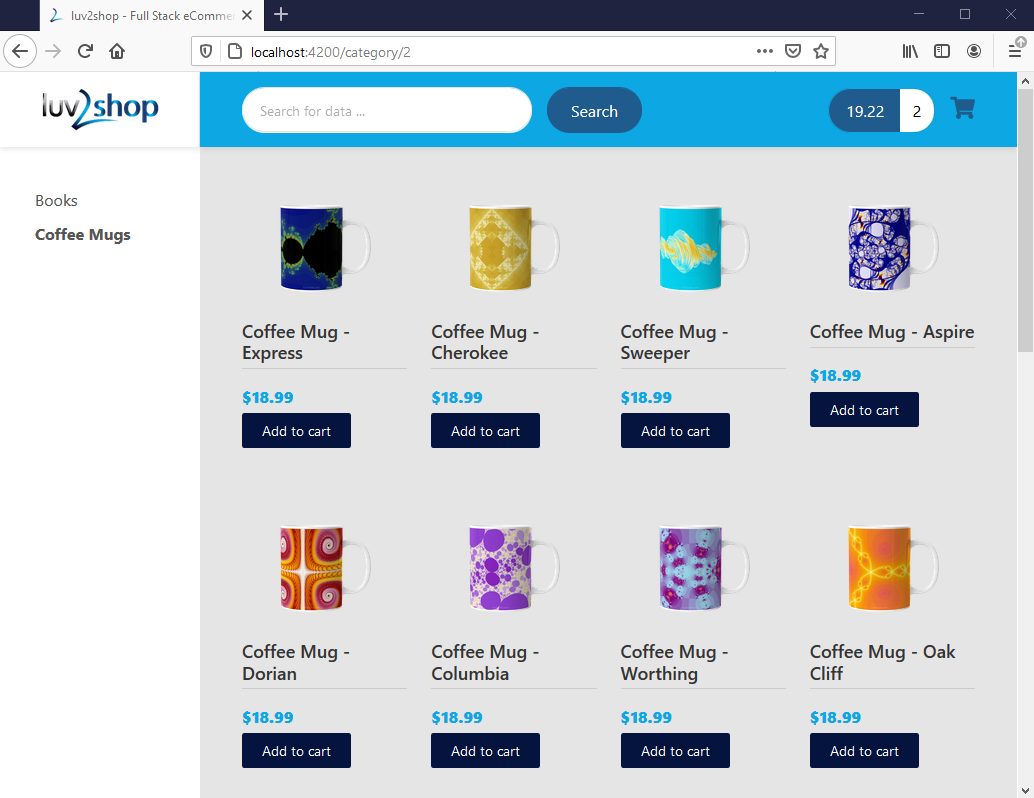 luv2shop - Full Stack eCommer
localhost:4200/category/2
luv2shop
Search for data ...
Search
19.22
2
Books
Coffee Mugs
Coffee Mug -
Express
$18.99
Add to cart
Coffee Mug -
Cherokee
$18.99
Add to cart
Coffee Mug -
Sweeper
$18.99
Add to cart
Coffee Mug - Aspire
$18.99
Add to cart
Coffee Mug -
Dorian
$18.99
Add to cart
Coffee Mug -
Columbia
$18.99
Add to cart
Coffee Mug -
Worthing
$18.99
Add to cart
Coffee Mug - Oak
Cliff
$18.99
Add to cart